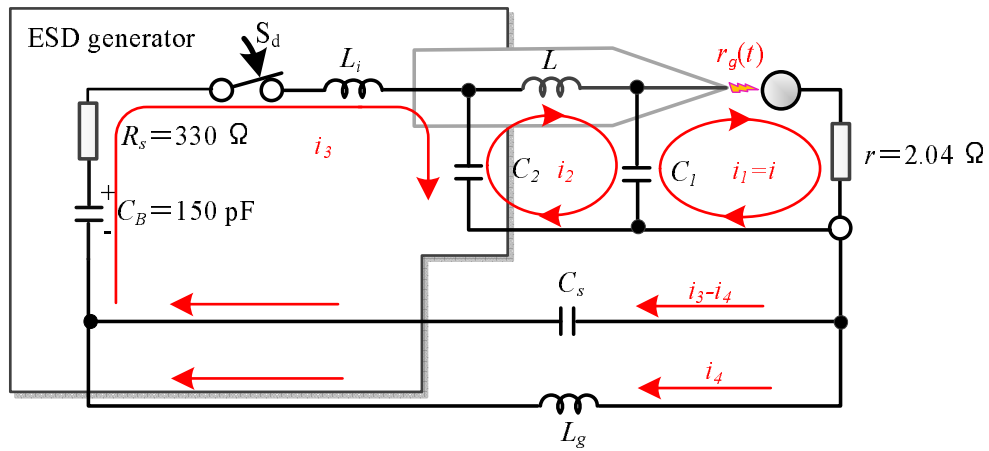 ESD generator
S_d
L_i
L
r_g(t)
R_s=330 Ω
i_3
C_2
i_2
C_1
i_1=i
r=2.04 Ω
+
C_B=150 pF
-
C_s
i_3-i_4
i_4
L_g